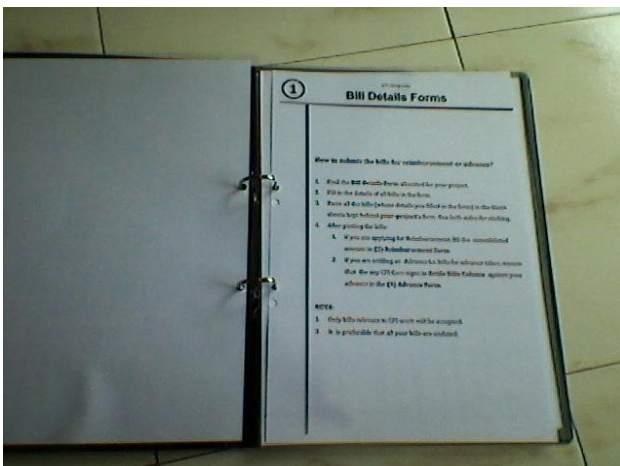 1
Bill Details Forms
How to submit the bills for reimbursement or advance?
1. Find the Bill Details Form allocated for your project.
2. Fill in the details of all bills in the form.
3. Paste all the bills (whose details you filled in the form) in the blank
sheets kept behind your project's form. Use both sides for sticking.
4. After pasting the bills:
1. If you are applying for Reimbursement, fill the consolidated
amount in (2) Reimbursement Form.
2. If you are settling an Advance i.e. bills for advance taken, ensure
that the any Core signs in Settle Bills Column against your
advance in the (3) Advance Form.
NOTE:
1. Only bills relevant to work will be accepted.
2. It is preferable that all your bills are